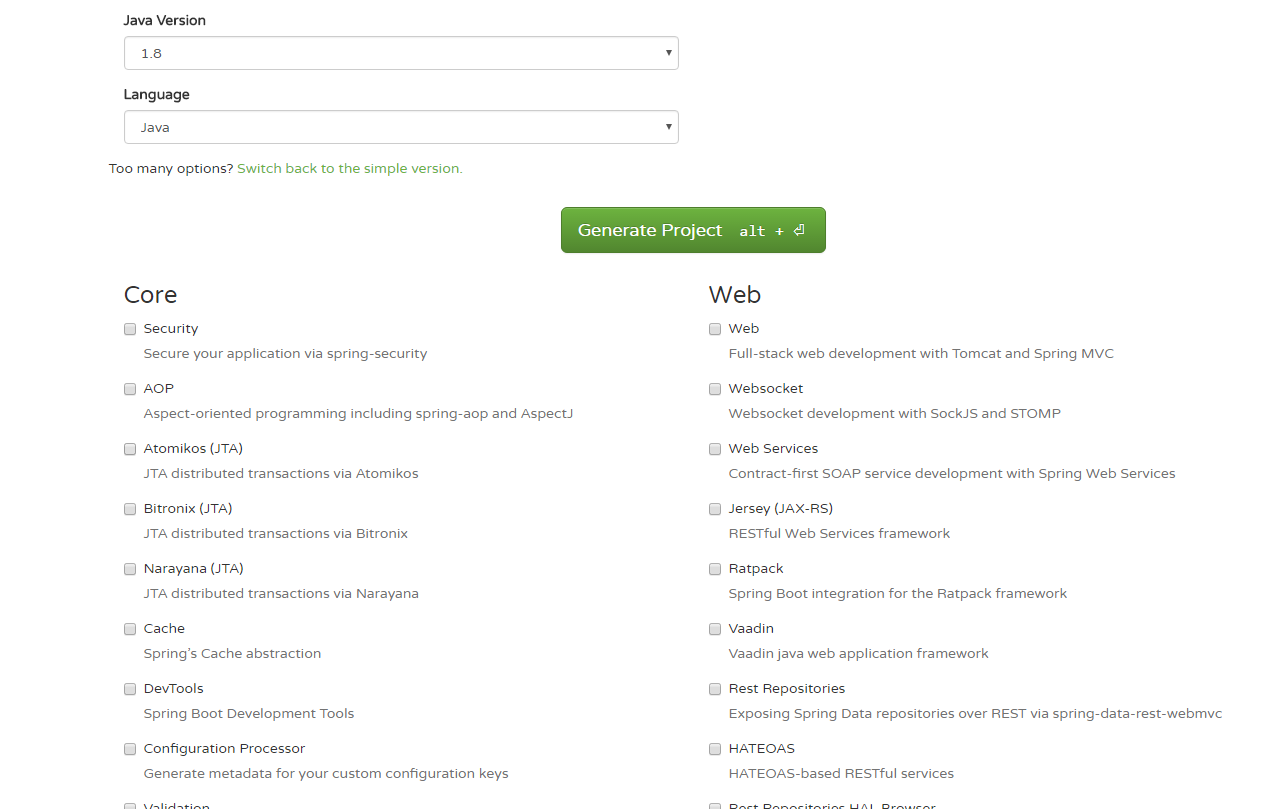 Java Version
1.8
Language
Java
Too many options? Switch back to the simple version.
Generate Project alt + ⏎
Core
Security
Secure your application via spring-security
AOP
Aspect-oriented programming including spring-aop and AspectJ
Atomikos (JTA)
JTA distributed transactions via Atomikos
Bitronix (JTA)
JTA distributed transactions via Bitronix
Narayana (JTA)
JTA distributed transactions via Narayana
Cache
Spring's Cache abstraction
DevTools
Spring Boot Development Tools
Configuration Processor
Generate metadata for your custom configuration keys
Validation
Web
Web
Full-stack web development with Tomcat and Spring MVC
Websocket
Websocket development with SockJS and STOMP
Web Services
Contract-first SOAP service development with Spring Web Services
Jersey (JAX-RS)
RESTful Web Services framework
Ratpack
Spring Boot integration for the Ratpack framework
Vaadin
Vaadin java web application framework
Rest Repositories
Exposing Spring Data repositories over REST via spring-data-rest-webmvc
HATEOAS
HATEOAS-based RESTful services
Rest Repositories HAL Browser